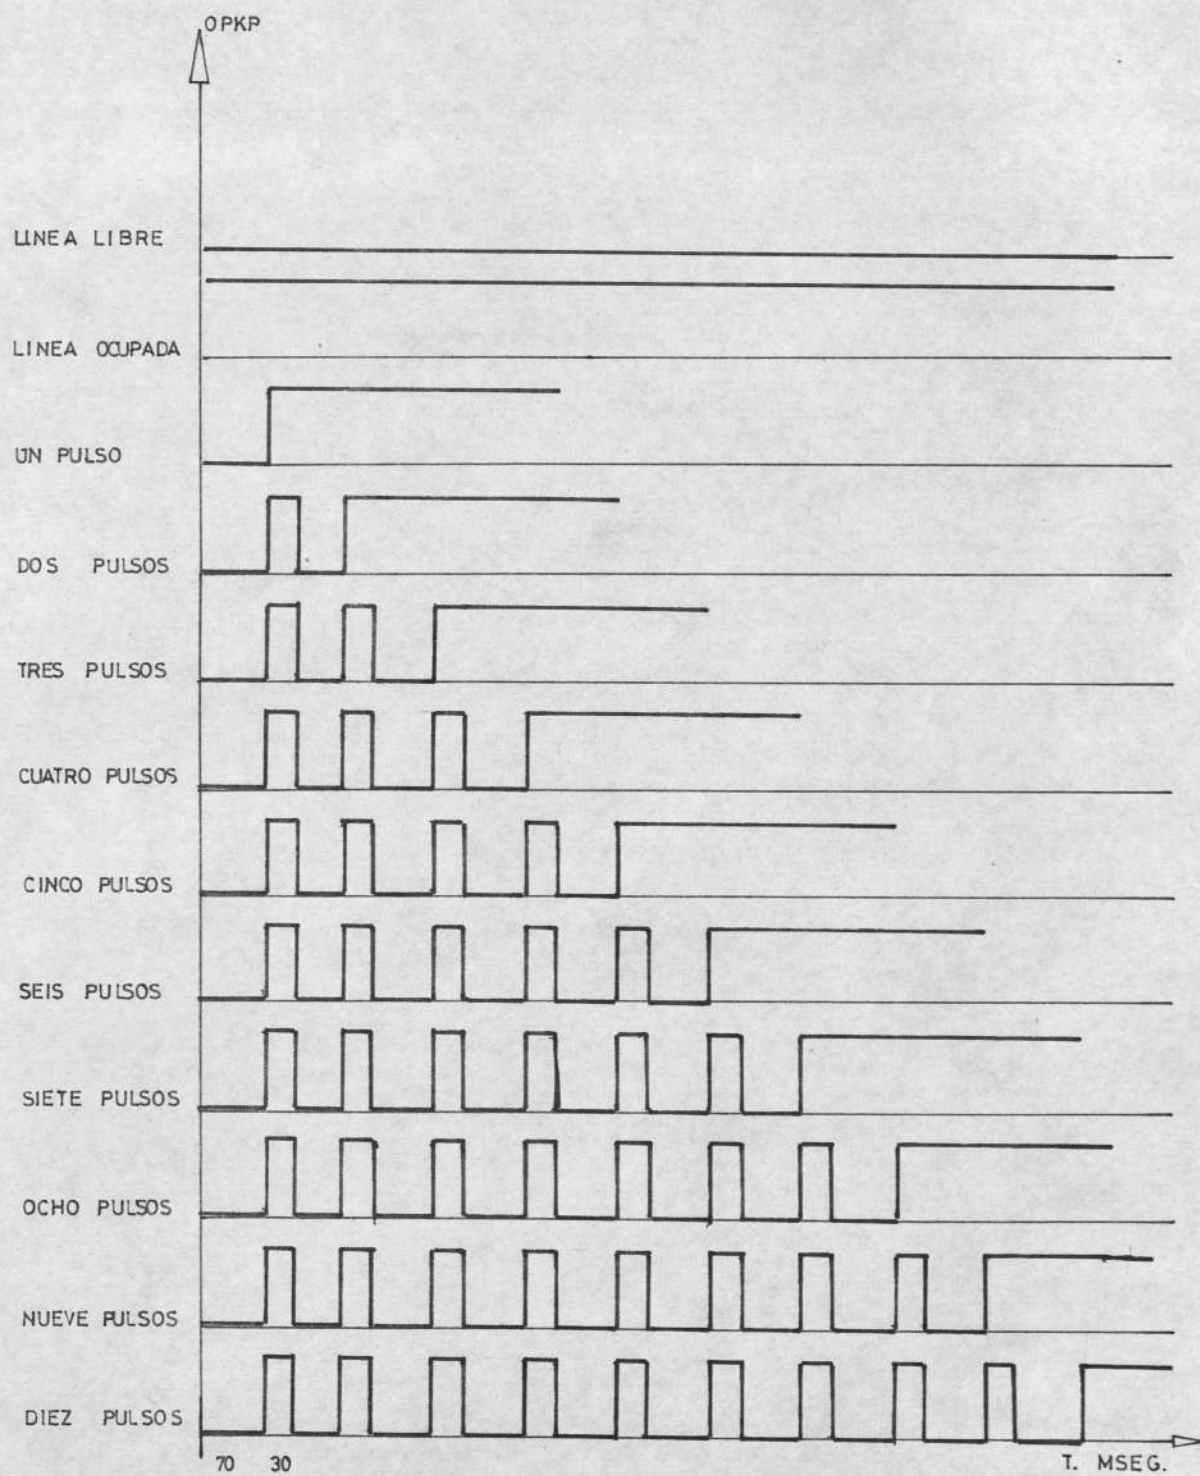 OPKP
LINEA LIBRE
LINEA OCUPADA
UN PULSO
DOS PULSOS
TRES PULSOS
CUATRO PULSOS
CINCO PULSOS
SEIS PULSOS
SIETE PULSOS
OCHO PULSOS
NUEVE PULSOS
DIEZ PULSOS
70 30 T. MSEG.